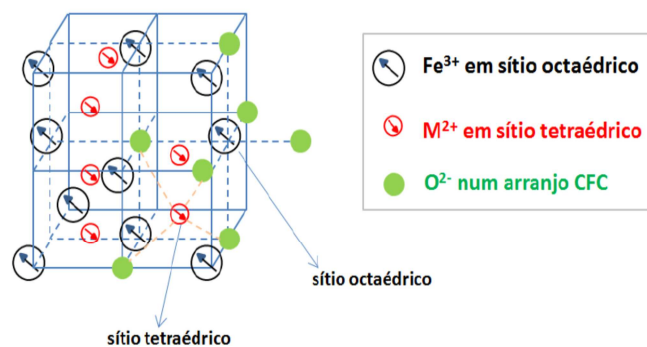 Fe³⁺ em sítio octaédrico
M²⁺ em sítio tetraédrico
O²⁻ num arranjo CFC
sítio octaédrico
sítio tetraédrico